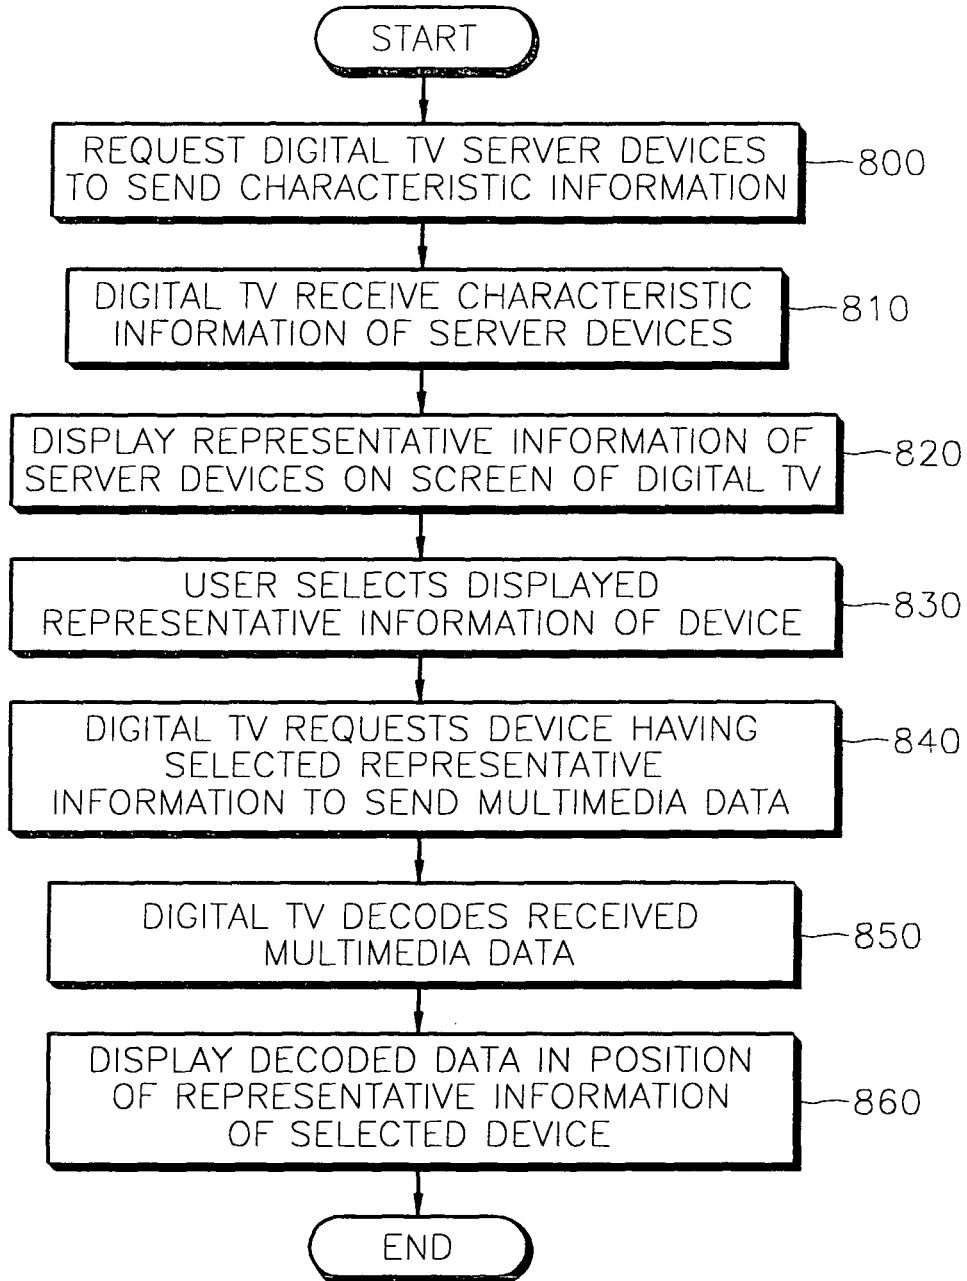 START
REQUEST DIGITAL TV SERVER DEVICES
TO SEND CHARACTERISTIC INFORMATION
800
DIGITAL TV RECEIVE CHARACTERISTIC
INFORMATION OF SERVER DEVICES
810
DISPLAY REPRESENTATIVE INFORMATION OF
SERVER DEVICES ON SCREEN OF DIGITAL TV
820
USER SELECTS DISPLAYED
REPRESENTATIVE INFORMATION OF DEVICE
830
DIGITAL TV REQUESTS DEVICE HAVING
SELECTED REPRESENTATIVE
INFORMATION TO SEND MULTIMEDIA DATA
840
DIGITAL TV DECODES RECEIVED
MULTIMEDIA DATA
850
DISPLAY DECODED DATA IN POSITION
OF REPRESENTATIVE INFORMATION
OF SELECTED DEVICE
860
END